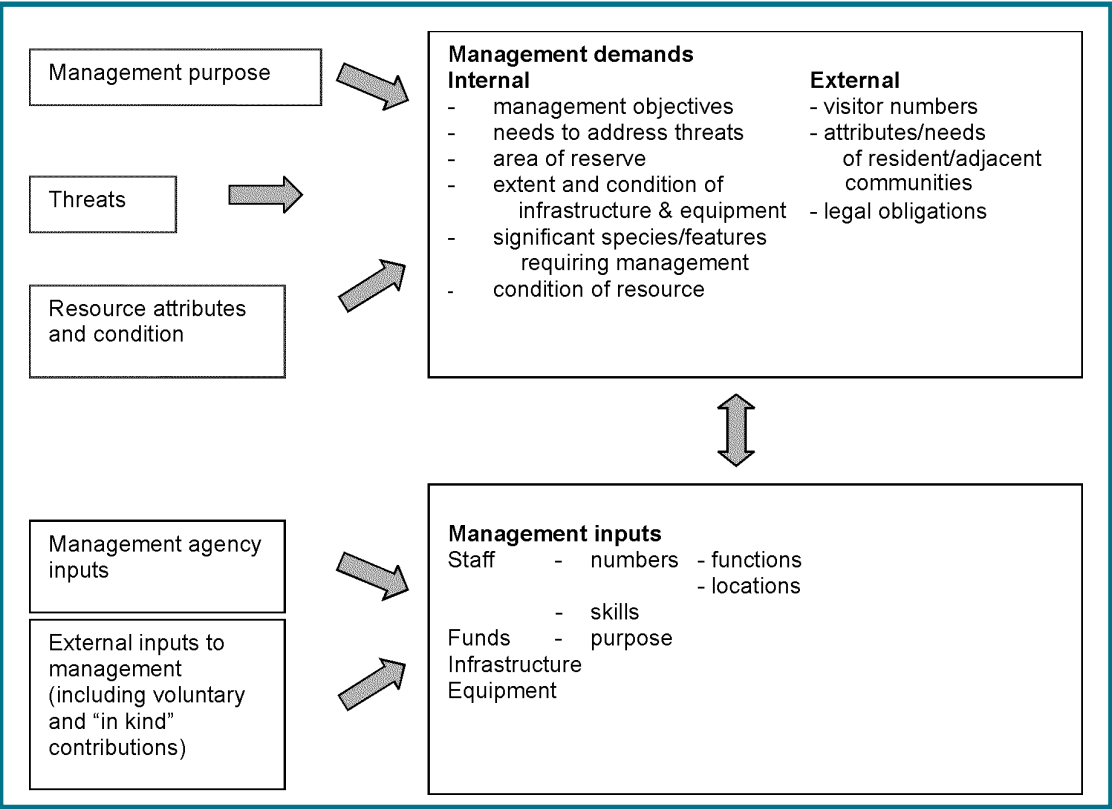 Management purpose
Threats
Resource attributes
and condition
Management demands
Internal
- management objectives
- needs to address threats
- area of reserve
- extent and condition of
infrastructure & equipment
- significant species/features
requiring management
- condition of resource
External
- visitor numbers
- attributes/needs
of resident/adjacent
communities
- legal obligations
Management agency
inputs
External inputs to
management
(including voluntary
and “in kind”
contributions)
Management inputs
Staff - numbers - functions
- locations
- skills
Funds - purpose
Infrastructure
Equipment